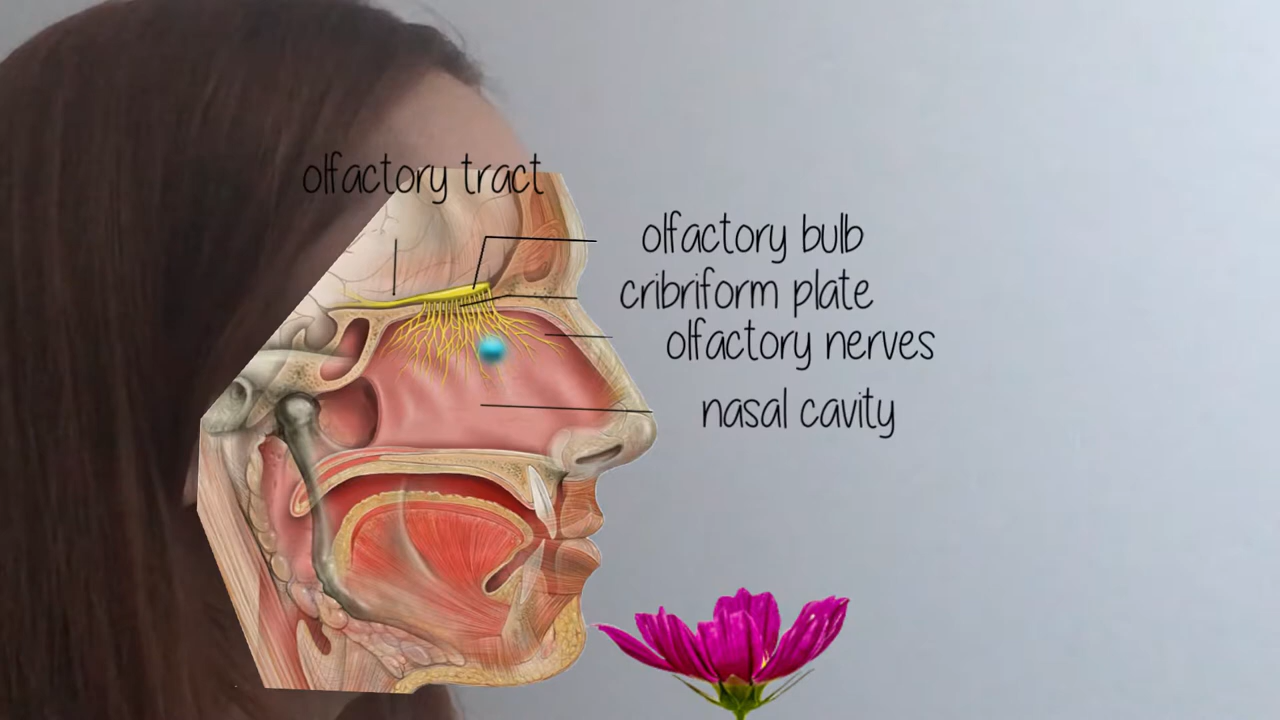 olfactory tract
olfactory bulb
cribriform plate
olfactory nerves
nasal cavity